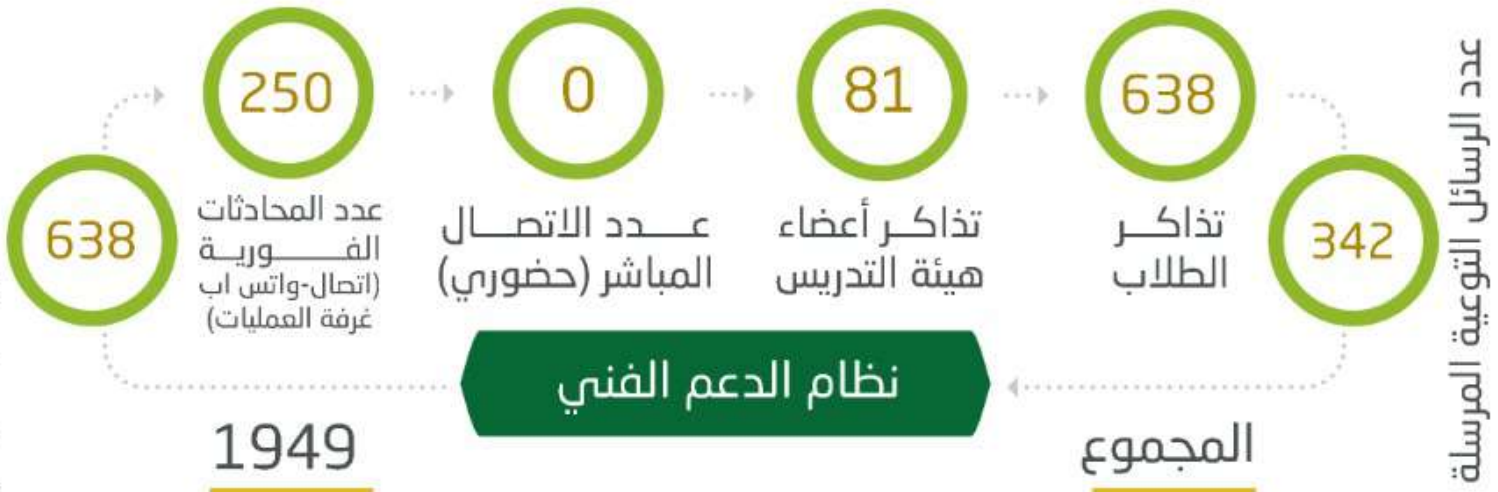 638
250
0
81
638
342
عدد المحادثات
الفورية
(اتصال-واتس اب
غرفة العمليات)
عدد الاتصال
المباشر (حضوري)
تذاكر أعضاء
هيئة التدريس
تذاكر
الطلاب
عدد الرسائل التوعية المرسلة
نظام الدعم الفني
المجموع
1949